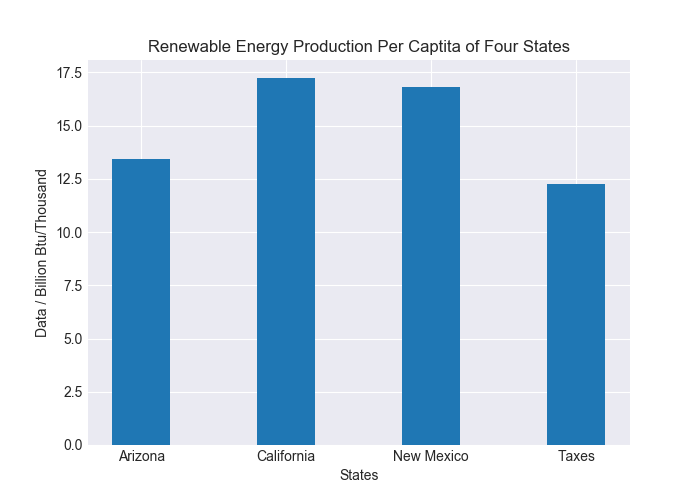 Renewable Energy Production Per Captita of Four States
Data / Billion Btu/Thousand
17.5
15.0
12.5
10.0
7.5
5.0
2.5
0.0
Arizona California New Mexico Taxes
States